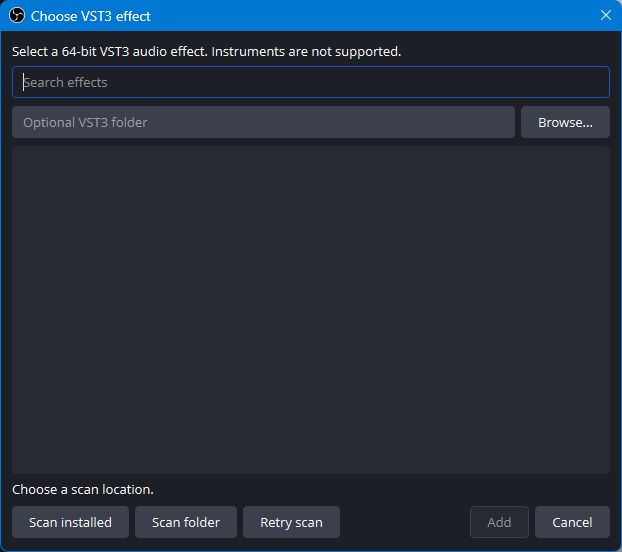 Choose VST3 effect
Select a 64-bit VST3 audio effect. Instruments are not supported.
Search effects
Optional VST3 folder
Browse...
Choose a scan location.
Scan installed
Scan folder
Retry scan
Add
Cancel